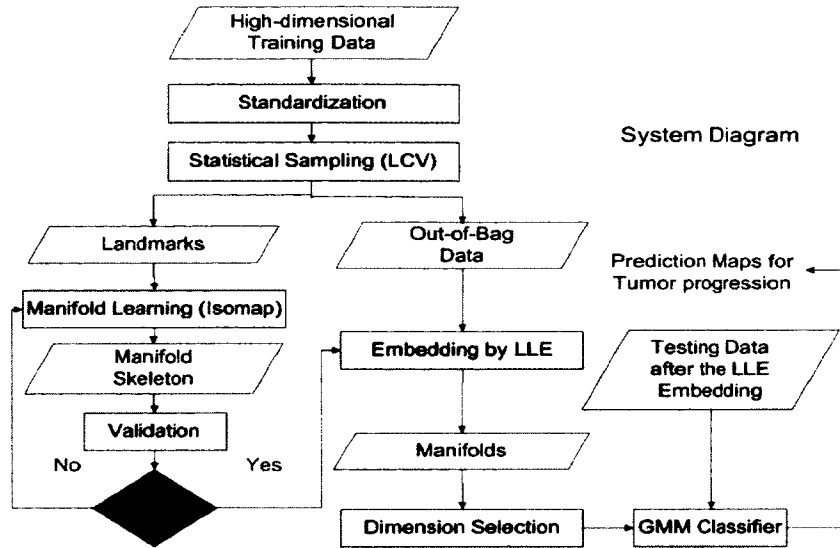 High-dimensional
Training Data
Standardization
System Diagram
Statistical Sampling (LCV)
Landmarks
Out-of-Bag
Data
Prediction Maps for
Tumor progression
Manifold Learning (Isomap)
Manifold
Skeleton
Embedding by LLE
Testing Data
after the LLE
Embedding
Validation
No
Yes
Manifolds
Dimension Selection
GMM Classifier